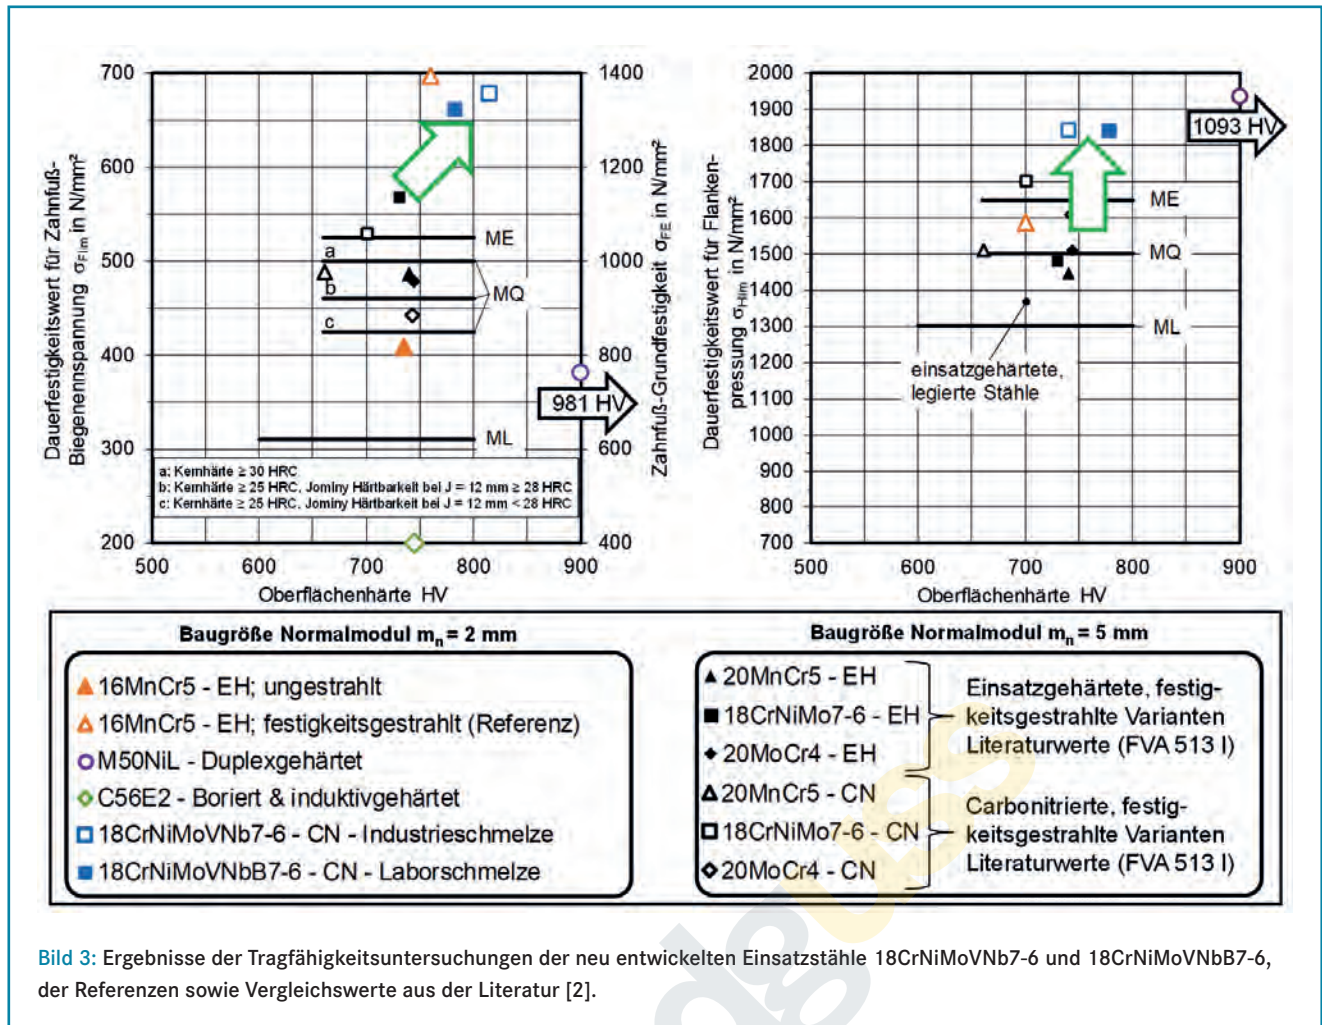 Dauerfestigkeitswert für Zahnfuß-
Biegenennspannung σFlim in N/mm²
700
600
500
400
300
200
1400
1200
1000
800
600
400
Zahnfuß-Grundfestigkeit σFE in N/mm²
ME
a
b
MQ
c
981 HV
ML
a: Kernhärte ≥ 30 HRC
b: Kernhärte ≥ 25 HRC, Jominy Härtbarkeit bei J = 12 mm ≥ 28 HRC
c: Kernhärte ≥ 25 HRC, Jominy Härtbarkeit bei J = 12 mm < 28 HRC
500 600 700 800 900
Oberflächenhärte HV
Dauerfestigkeitswert für Flanken-
pressung σHlim in N/mm²
2000
1900
1800
1700
1600
1500
1400
1300
1200
1100
1000
900
800
700
1093 HV
ME
MQ
ML
einsatzgehärtete,
legierte Stähle
500 600 700 800 900
Oberflächenhärte HV
Baugröße Normalmodul mn = 2 mm
16MnCr5 - EH; ungestrahlt
16MnCr5 - EH; festigkeitsgestrahlt (Referenz)
M50NiL - Duplexgehärtet
C56E2 - Boriert & induktivgehärtet
18CrNiMoVNb7-6 - CN - Industrieschmelze
18CrNiMoVNbB7-6 - CN - Laborschmelze
Baugröße Normalmodul mn = 5 mm
20MnCr5 - EH
18CrNiMo7-6 - EH
20MoCr4 - EH
Einsatzgehärtete, festig-
keitsgestrahlte Varianten
Literaturwerte (FVA 513 I)
20MnCr5 - CN
18CrNiMo7-6 - CN
20MoCr4 - CN
Carbonitrierte, festig-
keitsgestrahlte Varianten
Literaturwerte (FVA 513 I)
Bild 3: Ergebnisse der Tragfähigkeitsuntersuchungen der neu entwickelten Einsatzstähle 18CrNiMoVNb7-6 und 18CrNiMoVNbB7-6,
der Referenzen sowie Vergleichswerte aus der Literatur [2].